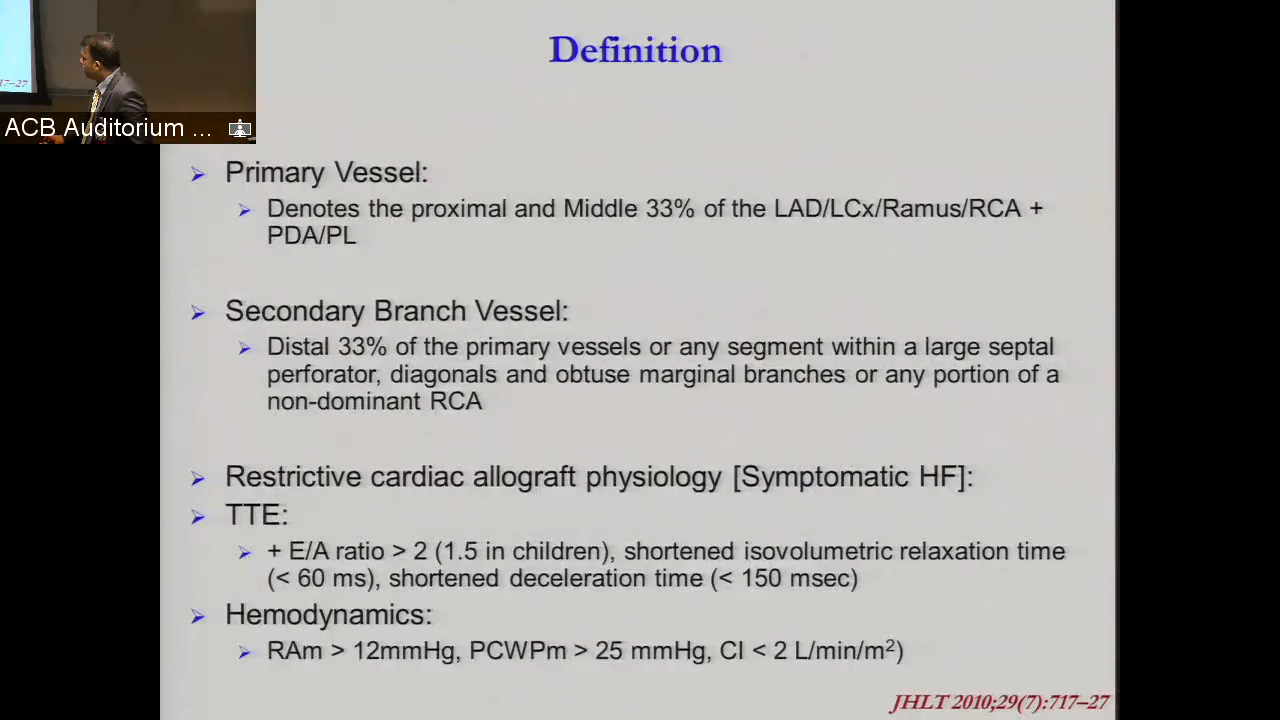 Definition
17–27
ACB Auditorium ...
Primary Vessel:
Denotes the proximal and Middle 33% of the LAD/LCx/Ramus/RCA +
PDA/PL
Secondary Branch Vessel:
Distal 33% of the primary vessels or any segment within a large septal
perforator, diagonals and obtuse marginal branches or any portion of a
non-dominant RCA
Restrictive cardiac allograft physiology [Symptomatic HF]:
TTE:
+ E/A ratio > 2 (1.5 in children), shortened isovolumetric relaxation time
(< 60 ms), shortened deceleration time (< 150 msec)
Hemodynamics:
RAm > 12mmHg, PCWPm > 25 mmHg, CI < 2 L/min/m²)
JHLT 2010;29(7):717–27